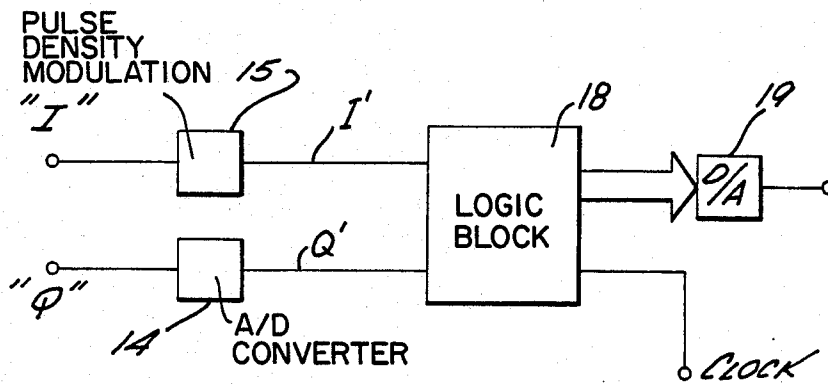 PULSE
DENSITY
MODULATION
15
"I"
I'
18
19
LOGIC
BLOCK
D/A
Q'
"Q"
14
A/D
CONVERTER
CLOCK